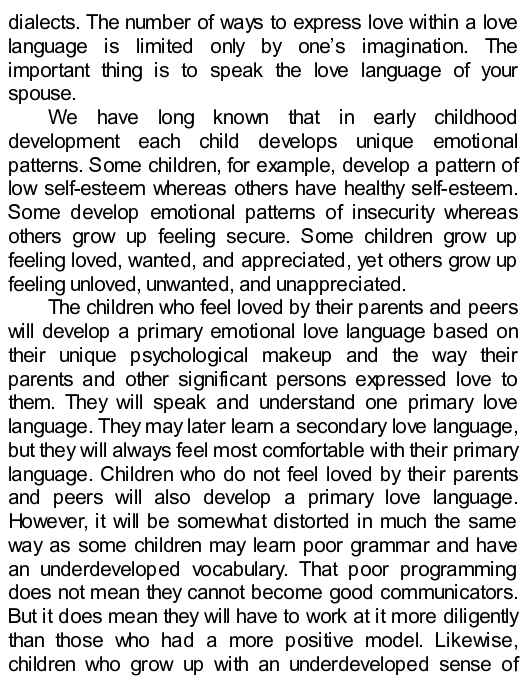 dialects. The number of ways to express love within a love
language is limited only by one’s imagination. The
important thing is to speak the love language of your
spouse.
We have long known that in early childhood
development each child develops unique emotional
patterns. Some children, for example, develop a pattern of
low self-esteem whereas others have healthy self-esteem.
Some develop emotional patterns of insecurity whereas
others grow up feeling secure. Some children grow up
feeling loved, wanted, and appreciated, yet others grow up
feeling unloved, unwanted, and unappreciated.
The children who feel loved by their parents and peers
will develop a primary emotional love language based on
their unique psychological makeup and the way their
parents and other significant persons expressed love to
them. They will speak and understand one primary love
language. They may later learn a secondary love language,
but they will always feel most comfortable with their primary
language. Children who do not feel loved by their parents
and peers will also develop a primary love language.
However, it will be somewhat distorted in much the same
way as some children may learn poor grammar and have
an underdeveloped vocabulary. That poor programming
does not mean they cannot become good communicators.
But it does mean they will have to work at it more diligently
than those who had a more positive model. Likewise,
children who grow up with an underdeveloped sense of